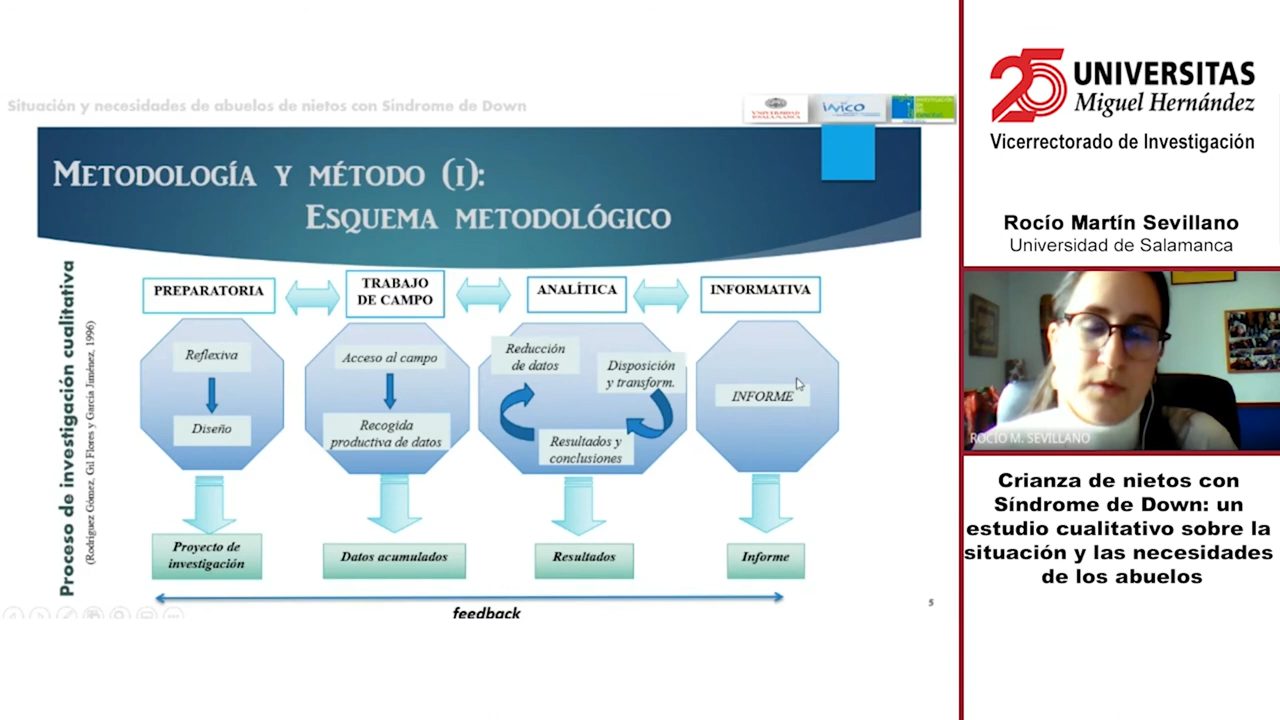 Situación y necesidades de abuelos de nietos con Síndrome de Down
METODOLOGÍA Y MÉTODO (I):
ESQUEMA METODOLÓGICO
Proceso de investigación cualitativa
(Rodríguez Gómez, Gil Flores y García Jiménez, 1996)
PREPARATORIA
TRABAJO
DE CAMPO
ANALÍTICA
INFORMATIVA
Reflexiva
Diseño
Acceso al campo
Recogida
productiva de datos
Reducción
de datos
Disposición
y transform.
Resultados y
conclusiones
INFORME
Proyecto de
investigación
Datos acumulados
Resultados
Informe
feedback
5
25 UNIVERSITAS
Miguel Hernández
Vicerrectorado de Investigación
Rocío Martín Sevillano
Universidad de Salamanca
ROCIO M. SEVILLANO
Crianza de nietos con
Síndrome de Down: un
estudio cualitativo sobre la
situación y las necesidades
de los abuelos